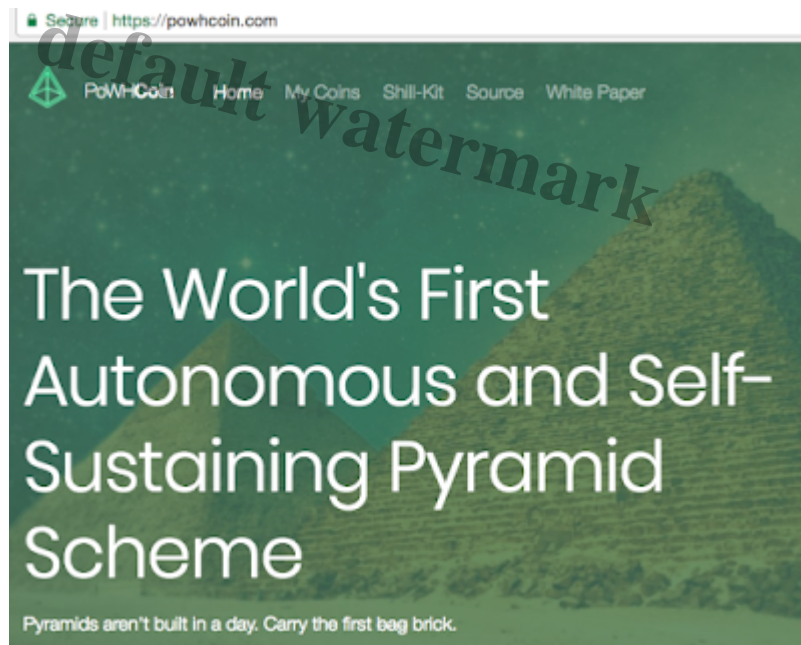 Secure | https://powhcoin.com
PoWHCoin Home My Coins Shill-Kit Source White Paper
default watermark
The World's First
Autonomous and Self-
Sustaining Pyramid
Scheme
Pyramids aren't built in a day. Carry the first bag brick.